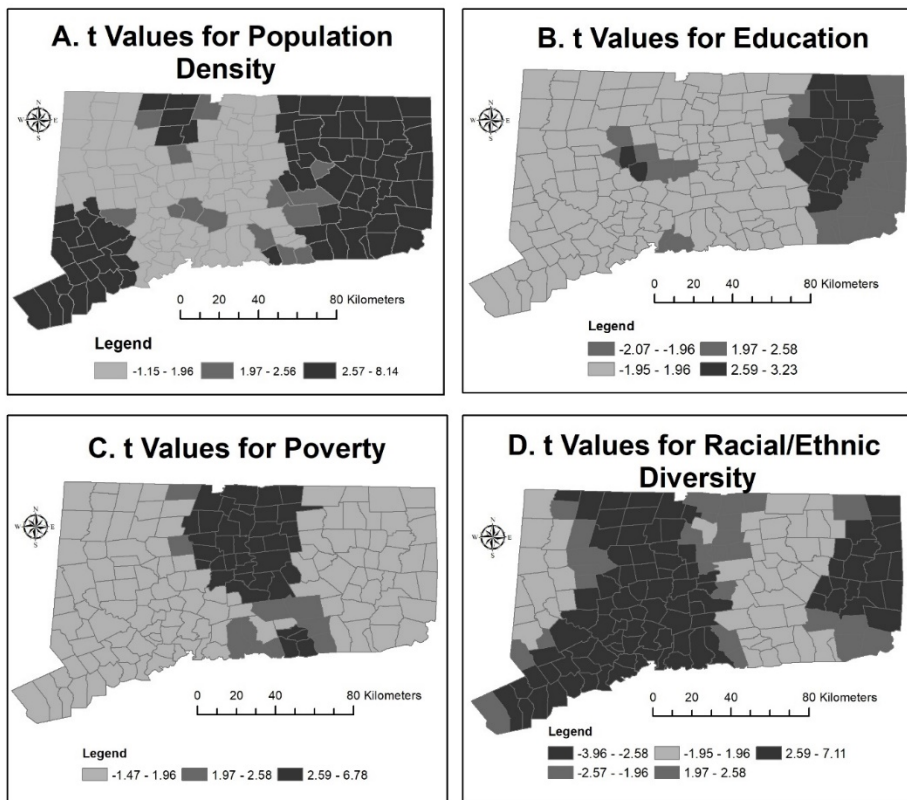 A. t Values for Population
Density
N
W E
S
0 20 40 80 Kilometers
Legend
-1.15 - 1.96 1.97 - 2.56 2.57 - 8.14
B. t Values for Education
N
W E
S
0 20 40 80 Kilometers
Legend
-2.07 - -1.96 1.97 - 2.58
-1.95 - 1.96 2.59 - 3.23
C. t Values for Poverty
N
W E
S
0 20 40 80 Kilometers
Legend
-1.47 - 1.96 1.97 - 2.58 2.59 - 6.78
D. t Values for Racial/Ethnic
Diversity
N
W E
S
0 20 40 80 Kilometers
Legend
-3.96 - -2.58 -1.95 - 1.96 2.59 - 7.11
-2.57 - -1.96 1.97 - 2.58